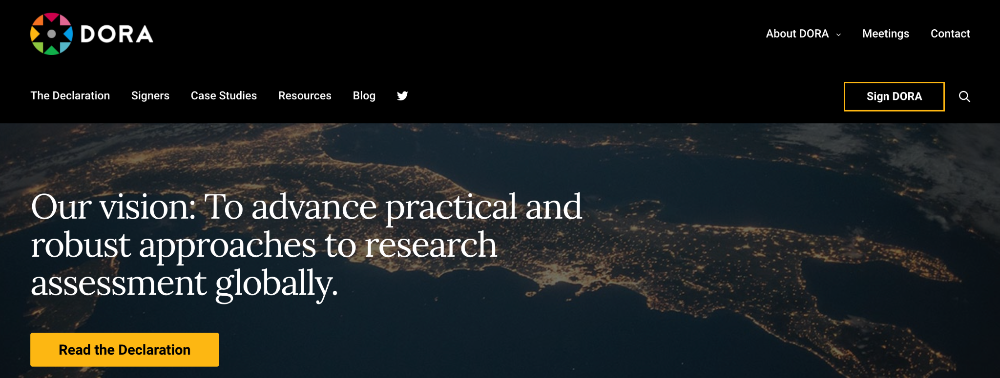 DORA
About DORA Meetings Contact
The Declaration Signers Case Studies Resources Blog
Sign DORA
Our vision: To advance practical and
robust approaches to research
assessment globally.
Read the Declaration